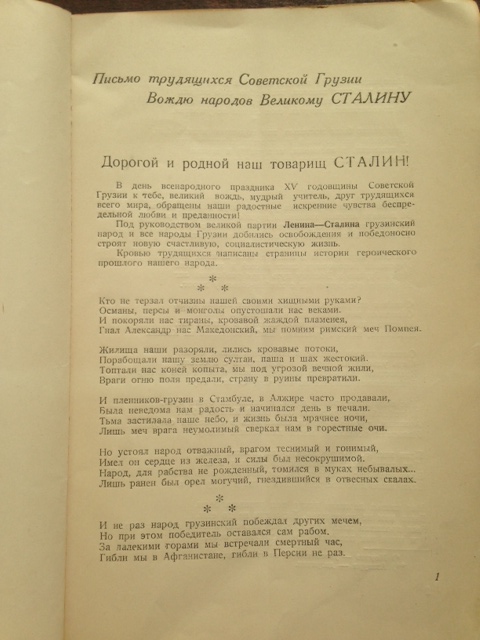 Письмо трудящихся Советской Грузии
Вождю народов Великому СТАЛИНУ
Дорогой и родной наш товарищ СТАЛИН!
В день всенародного праздника XV годовщины Советской
Грузии к тебе, великий вождь, мудрый учитель, друг трудящихся
всего мира, обращены наши радостные искренние чувства беспре-
дельной любви и преданности!
Под руководством великой партии Ленина—Сталина грузинский
народ и все народы Грузии добились освобождения и победоносно
строят новую счастливую, социалистическую жизнь.
Кровью трудящихся написаны страницы истории героического
прошлого нашего народа.
*
* *
Кто не терзал отчизны нашей своими хищными руками?
Османы, персы и монголы опустошали нас веками.
И покоряли нас тираны, кровавой жаждой пламенея,
Гнал Александр нас Македонский, мы помним римский меч Помпея.
Жилища наши разоряли, лились кровавые потоки,
Порабощали нашу землю султан, паша и шах жестокий.
Топтали нас коней копыта, мы под угрозой вечной жили,
Враги огню поля предали, страну в руины превратили.
И пленников-грузин в Стамбуле, в Алжире часто продавали,
Была неведома нам радость и начинался день в печали.
Тьма застилала наше небо, и жизнь была мрачнее ночи,
Лишь меч врага неумолимый сверкал нам в горестные очи.
Но устоял народ отважный, врагом теснимый и гонимый,
Имел он сердце из железа, и силы был несокрушимой.
Народ, для рабства не рожденный, томился в муках небывалых...
Лишь ранен был орел могучий, гнездившийся в отвесных скалах.
*
* *
И не раз народ грузинский побеждал других мечем,
Но при этом победитель оставался сам рабом.
За далекими горами мы встречали смертный час,
Гибли мы в Афганистане, гибли в Персии не раз.
1